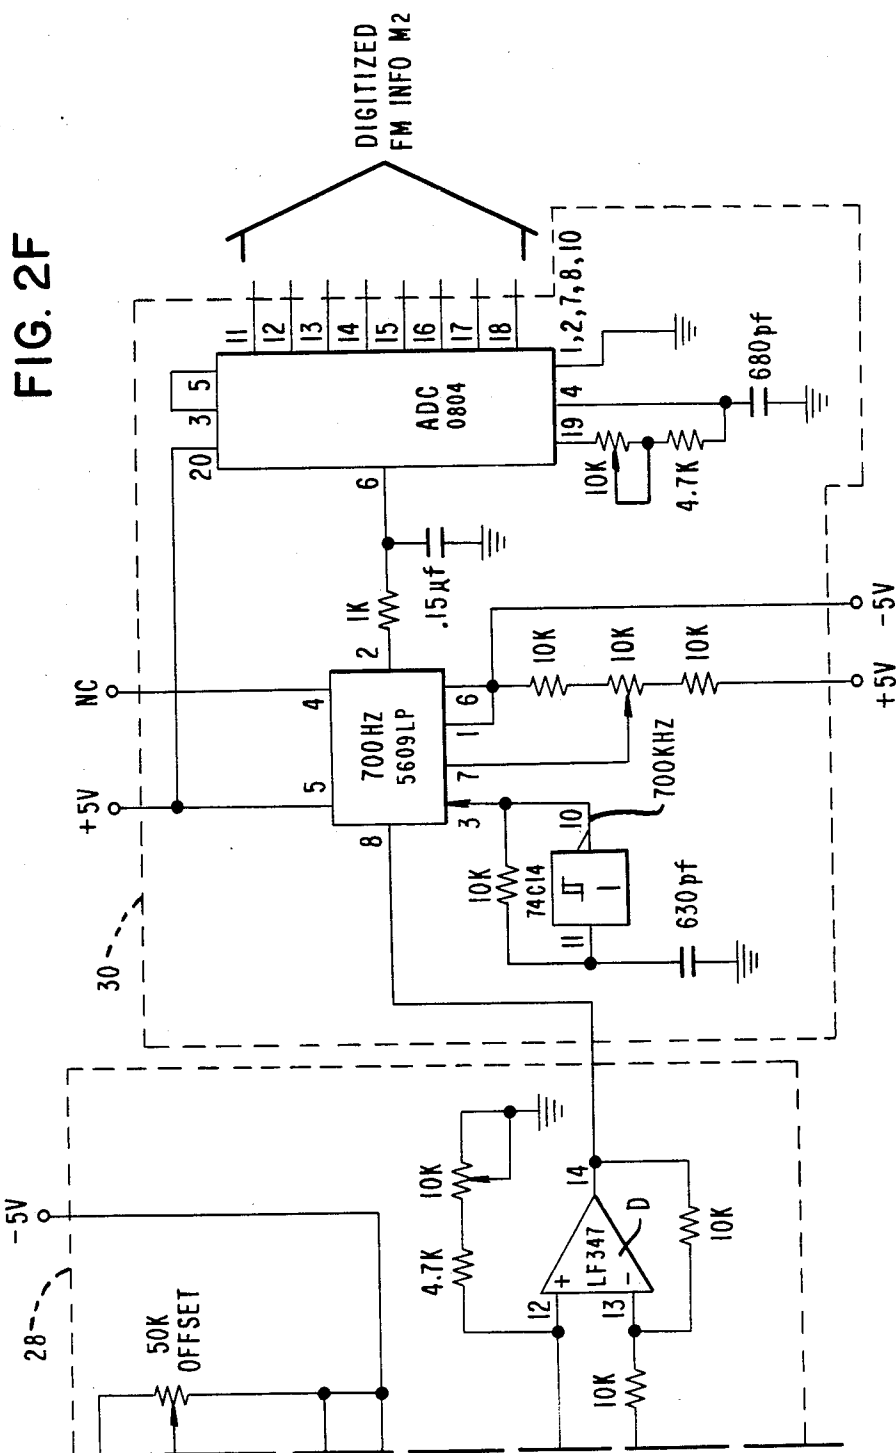 FIG. 2F
DIGITIZED
FM INFO M2
30
+5V
NC
20
3
5
11
12
13
14
15
16
17
18
ADC
0804
6
19
4
1,2,7,8,10
10K
4.7K
680pf
1K
.15µf
2
5
4
700HZ
5609LP
8
3
7
1
6
10K
10K
10K
+5V
-5V
10K
74C14
11
10
700KHZ
630pf
28
-5V
50K
OFFSET
4.7K
10K
12
+
LF347
13
-
14
D
10K
10K